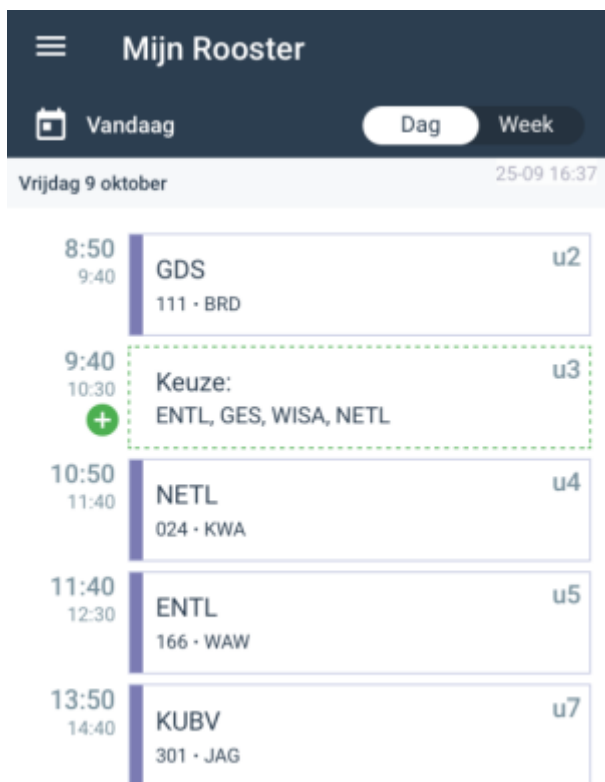 Mijn Rooster
Vandaag
Dag Week
Vrijdag 9 oktober
25-09 16:37
8:50
9:40
GDS
111 • BRD
u2
9:40
10:30
Keuze:
ENTL, GES, WISA, NETL
u3
10:50
11:40
NETL
024 • KWA
u4
11:40
12:30
ENTL
166 • WAW
u5
13:50
14:40
KUBV
301 • JAG
u7